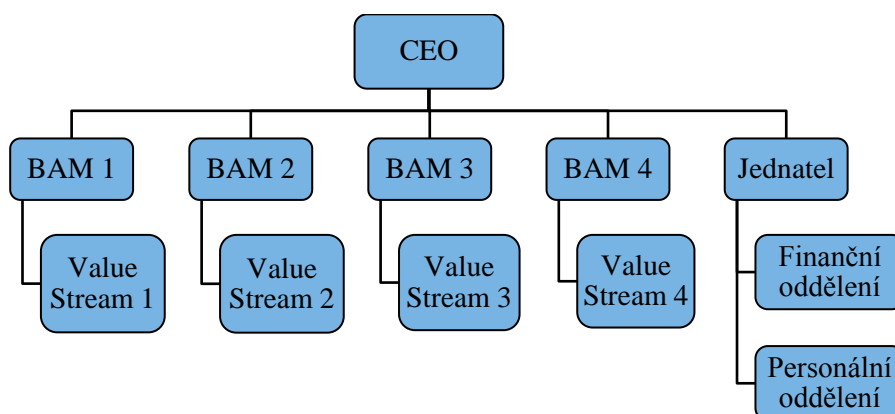 CEO
BAM 1
BAM 2
BAM 3
BAM 4
Jednatel
Value
Stream 1
Value
Stream 2
Value
Stream 3
Value
Stream 4
Finanční
oddělení
Personální
oddělení